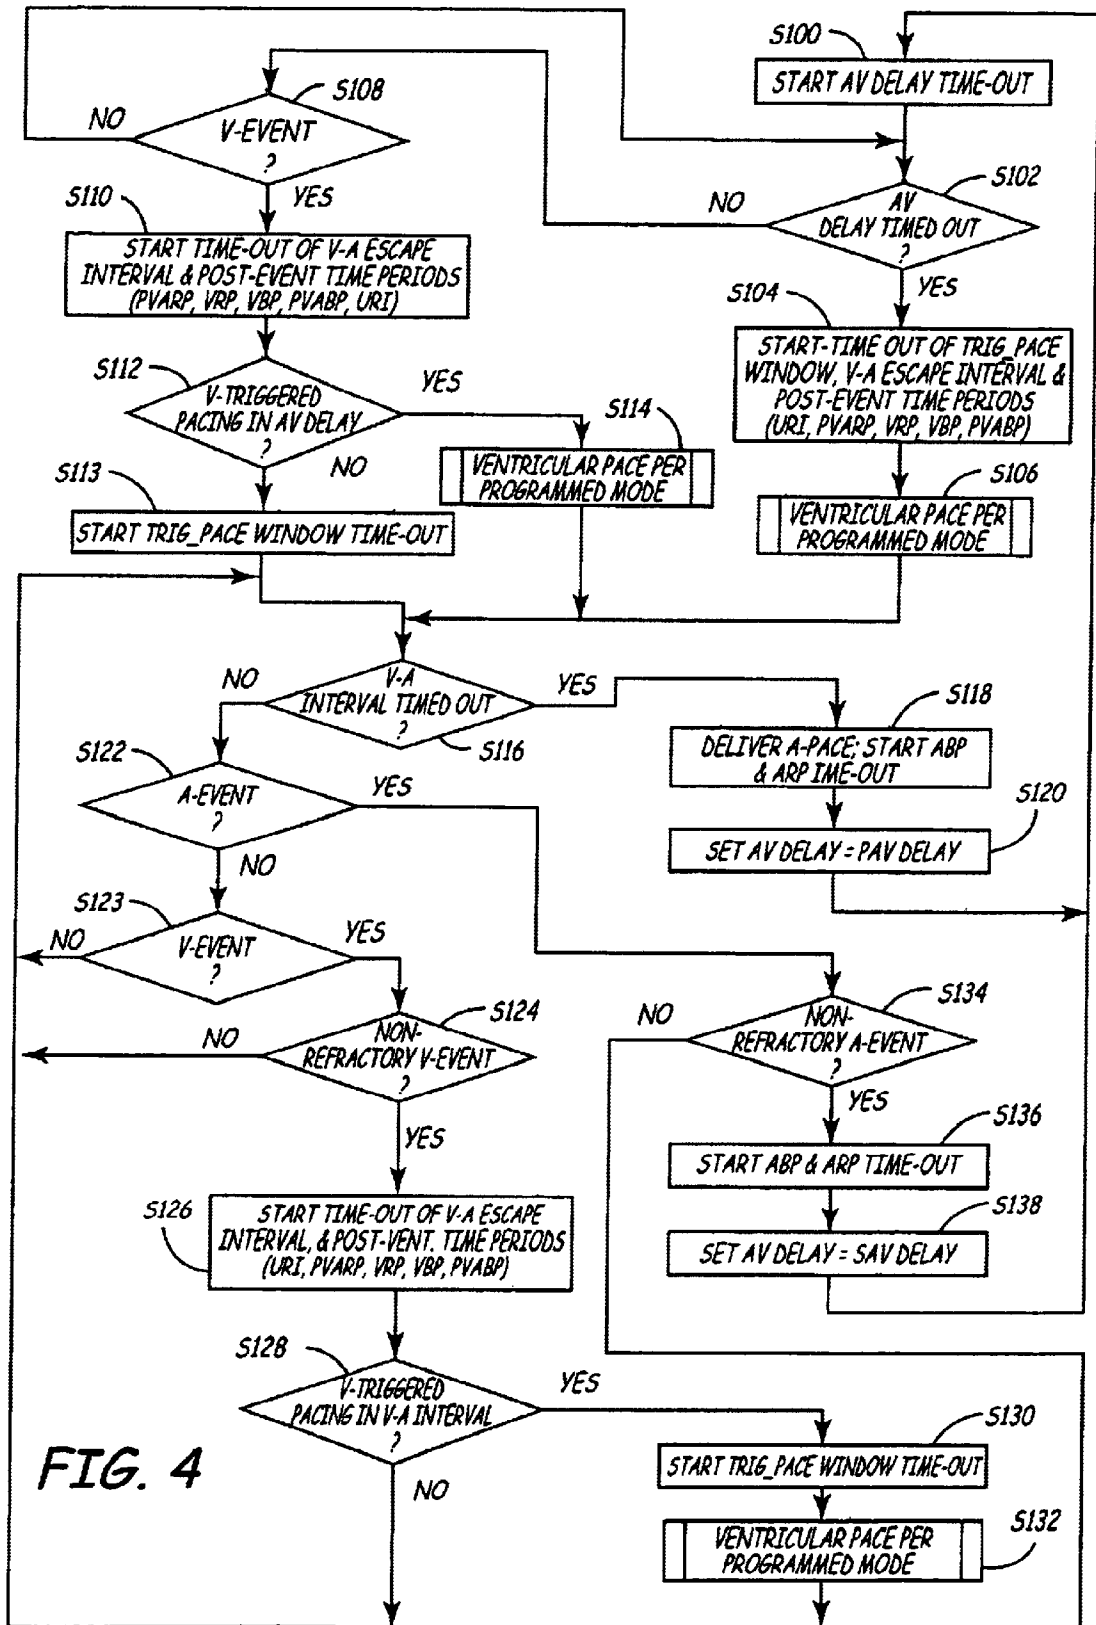 S100
START AV DELAY TIME-OUT
S108
V-EVENT
?
NO
YES
S102
AV
DELAY TIMED OUT
?
NO
YES
S110
START TIME-OUT OF V-A ESCAPE
INTERVAL & POST-EVENT TIME PERIODS
(PVARP, VRP, VBP, PVABP, URI)
S104
START-TIME OUT OF TRIG_PACE
WINDOW, V-A ESCAPE INTERVAL &
POST-EVENT TIME PERIODS
(URI, PVARP, VRP, VBP, PVABP)
S112
V-TRIGGERED
PACING IN AV DELAY
?
YES
NO
S114
VENTRICULAR PACE PER
PROGRAMMED MODE
S106
VENTRICULAR PACE PER
PROGRAMMED MODE
S113
START TRIG_PACE WINDOW TIME-OUT
V-A
INTERVAL TIMED OUT
?
NO
YES
S116
S118
DELIVER A-PACE; START ABP
& ARP IME-OUT
S120
SET AV DELAY = PAV DELAY
S122
A-EVENT
?
YES
NO
S123
V-EVENT
?
NO
YES
S124
NON-
REFRACTORY V-EVENT
?
NO
YES
S134
NON-
REFRACTORY A-EVENT
?
NO
YES
S136
START ABP & ARP TIME-OUT
S138
SET AV DELAY = SAV DELAY
S126
START TIME-OUT OF V-A ESCAPE
INTERVAL, & POST-VENT. TIME PERIODS
(URI, PVARP, VRP, VBP, PVABP)
S128
V-TRIGGERED
PACING IN V-A INTERVAL
?
YES
NO
S130
START TRIG_PACE WINDOW TIME-OUT
S132
VENTRICULAR PACE PER
PROGRAMMED MODE
FIG. 4